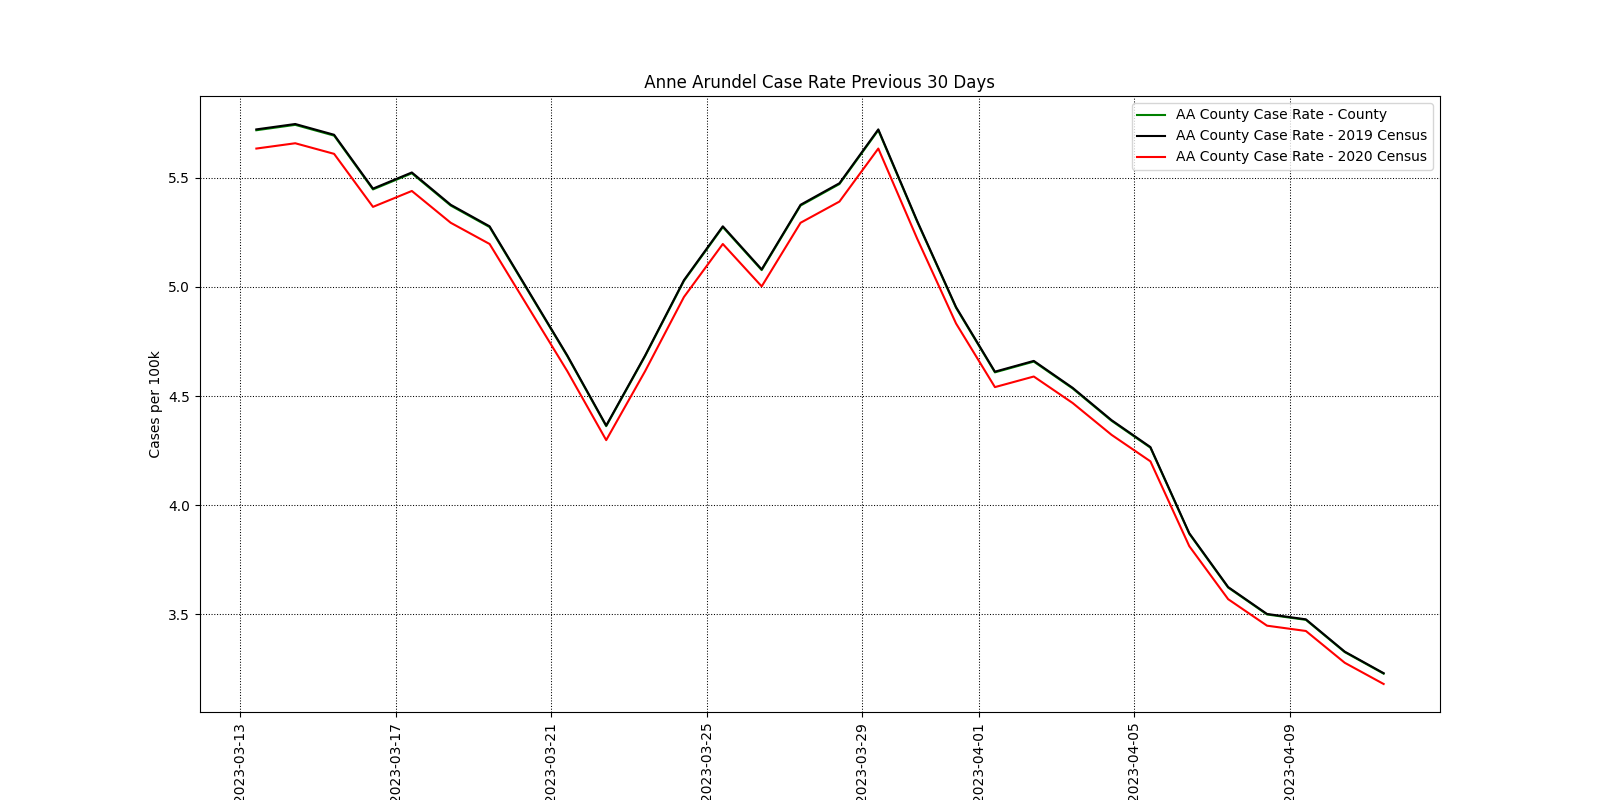 Anne Arundel Case Rate Previous 30 Days
AA County Case Rate - County
AA County Case Rate - 2019 Census
AA County Case Rate - 2020 Census
Cases per 100k
5.5
5.0
4.5
4.0
3.5
2023-03-13
2023-03-17
2023-03-21
2023-03-25
2023-03-29
2023-04-01
2023-04-05
2023-04-09